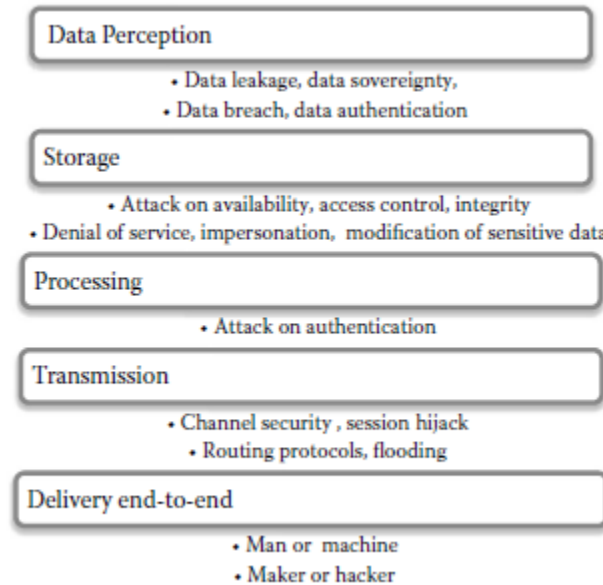 Data Perception
• Data leakage, data sovereignty,
• Data breach, data authentication
Storage
• Attack on availability, access control, integrity
• Denial of service, impersonation, modification of sensitive data
Processing
• Attack on authentication
Transmission
• Channel security , session hijack
• Routing protocols, flooding
Delivery end-to-end
• Man or machine
• Maker or hacker